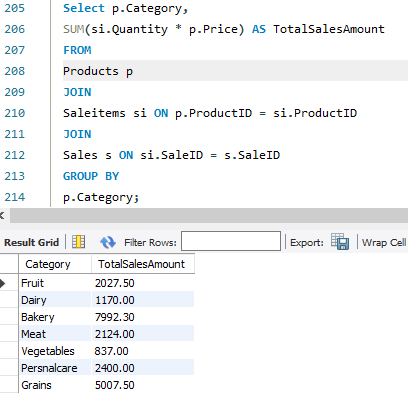 205 Select p.Category,
206 SUM(si.Quantity * p.Price) AS TotalSalesAmount
207 FROM
208 Products p
209 JOIN
210 Saleitems si ON p.ProductID = si.ProductID
211 JOIN
212 Sales s ON si.SaleID = s.SaleID
213 GROUP BY
214 p.Category;
Result Grid Filter Rows: Export: Wrap Cell
Category TotalSalesAmount
Fruit 2027.50
Dairy 1170.00
Bakery 7992.30
Meat 2124.00
Vegetables 837.00
Persnalcare 2400.00
Grains 5007.50